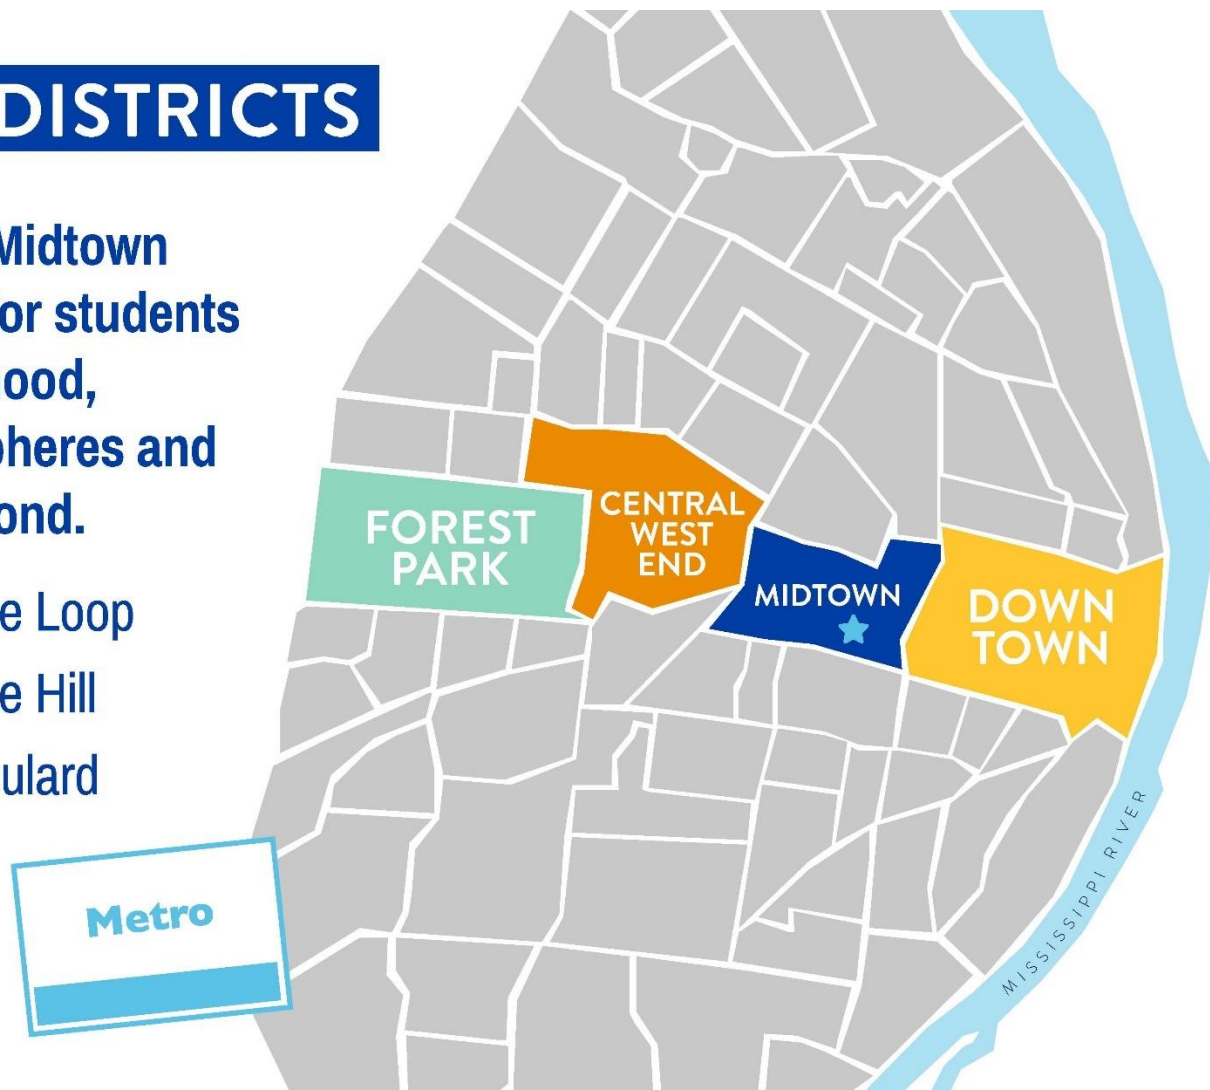 DISTRICTS
Midtown
or students
ood,
heres and
ond.
e Loop
e Hill
ulard
Metro
FOREST
PARK
CENTRAL
WEST
END
MIDTOWN
DOWN
TOWN
MISSISSIPPI RIVER